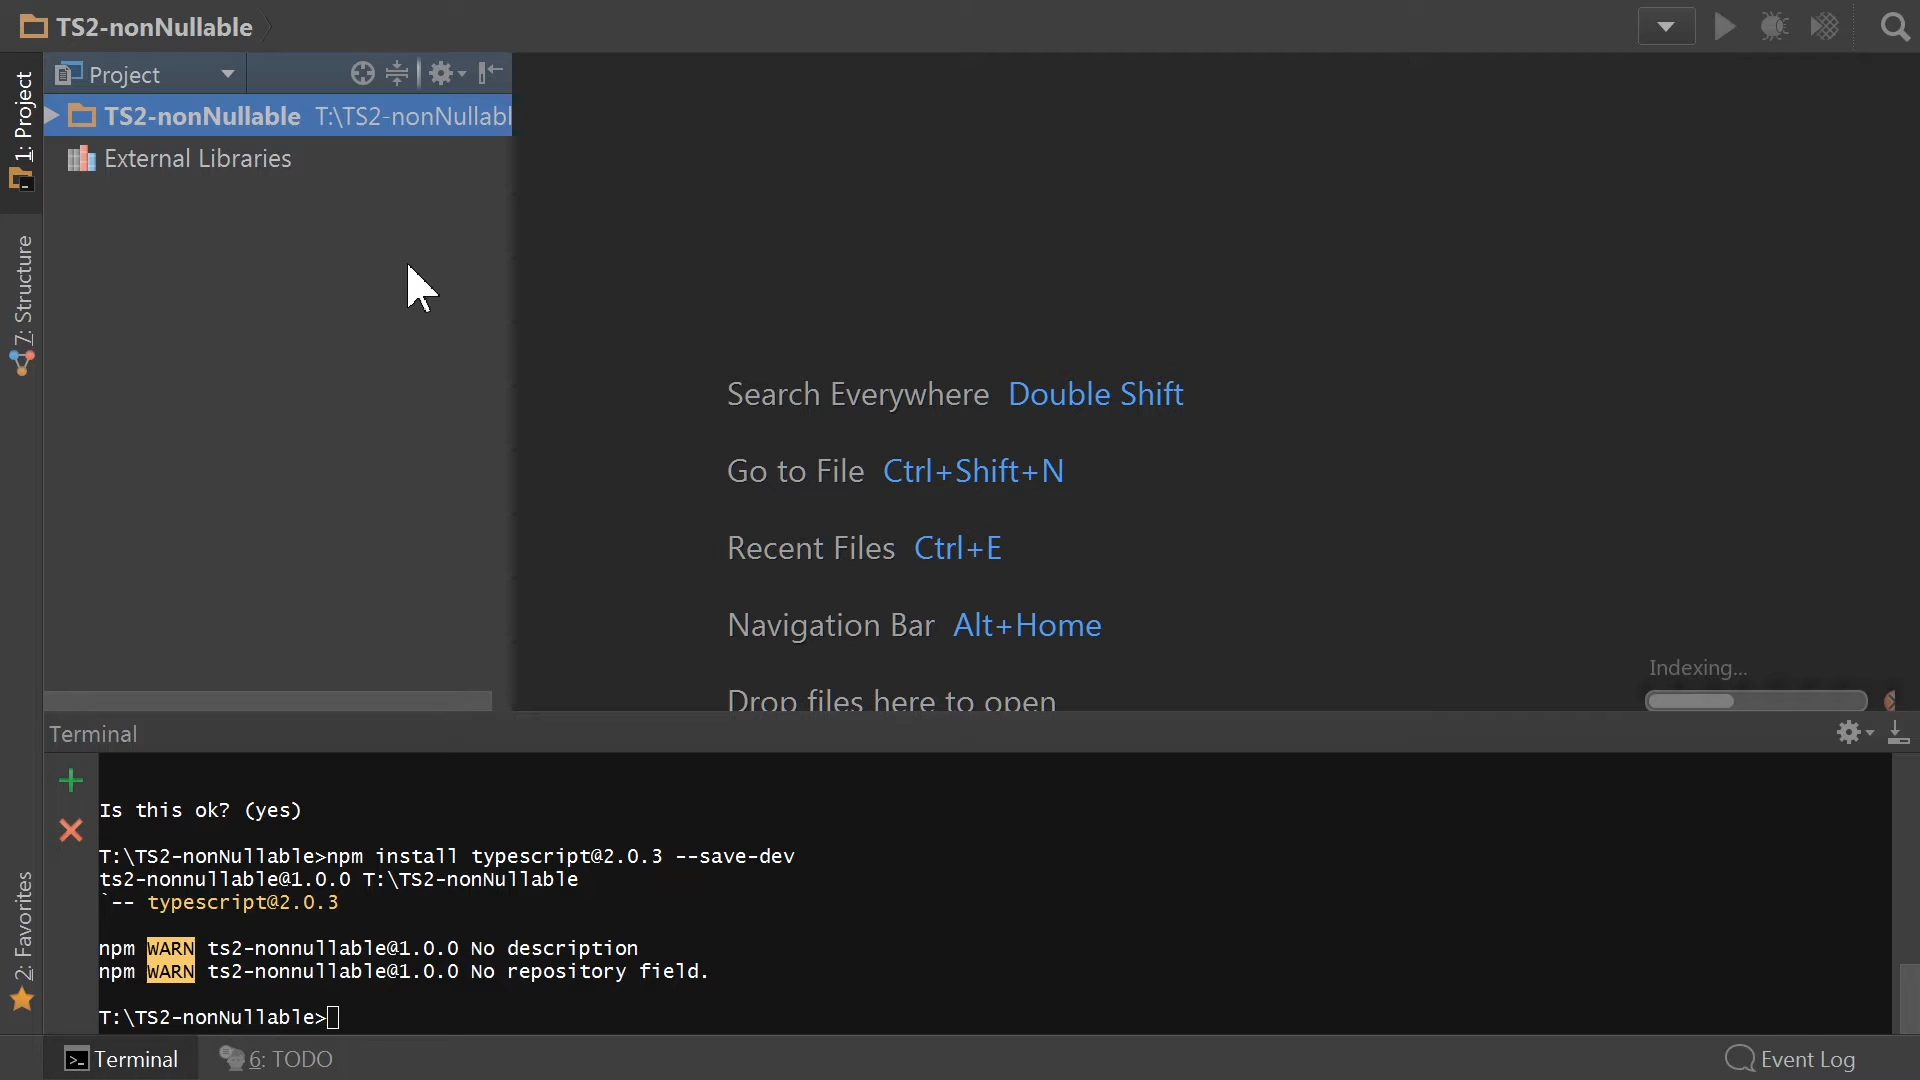 TS2-nonNullable
Project
TS2-nonNullable T:\TS2-nonNullabl
External Libraries
1: Project
7: Structure
2: Favorites
Search Everywhere Double Shift
Go to File Ctrl+Shift+N
Recent Files Ctrl+E
Navigation Bar Alt+Home
Drop files here to open
Indexing...
Terminal
Is this ok? (yes)
T:\TS2-nonNullable>npm install typescript@2.0.3 --save-dev
ts2-nonnullable@1.0.0 T:\TS2-nonNullable
`-- typescript@2.0.3
npm WARN ts2-nonnullable@1.0.0 No description
npm WARN ts2-nonnullable@1.0.0 No repository field.
T:\TS2-nonNullable>
Terminal
6: TODO
Event Log